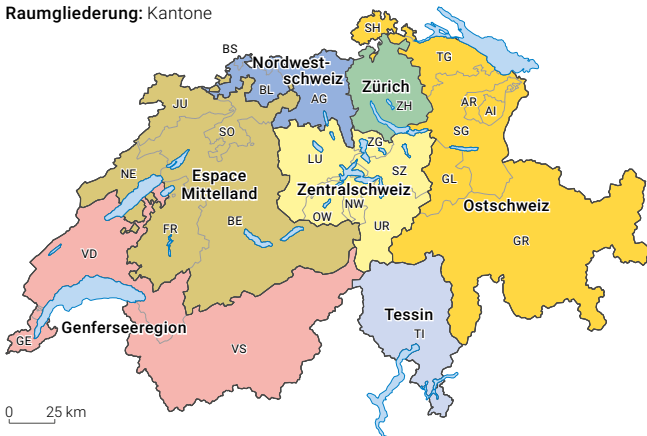 Raumgliederung: Kantone
SH
BS
TG
Nordwest-
schweiz
Zürich
BL
AG
ZH
JU
AR
AI
SO
SG
ZG
LU
SZ
NE
Espace
Mittelland
Zentralschweiz
GL
NW
OW
Ostschweiz
BE
FR
UR
GR
VD
Tessin
Genferseeregion
TI
GE
VS
0 25 km